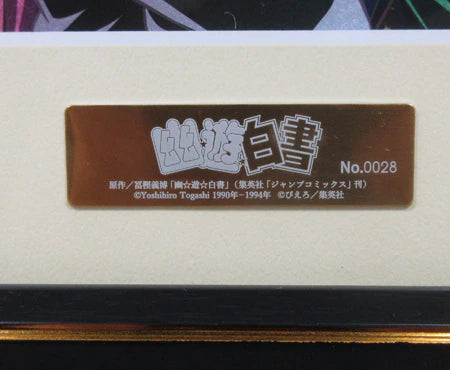 幽☆遊白書
No.0028
原作／冨樫義博「幽☆遊☆白書」（集英社「ジャンプコミックス」刊）
©Yoshihiro Togashi 1990年−1994年 ©ぴえろ／集英社